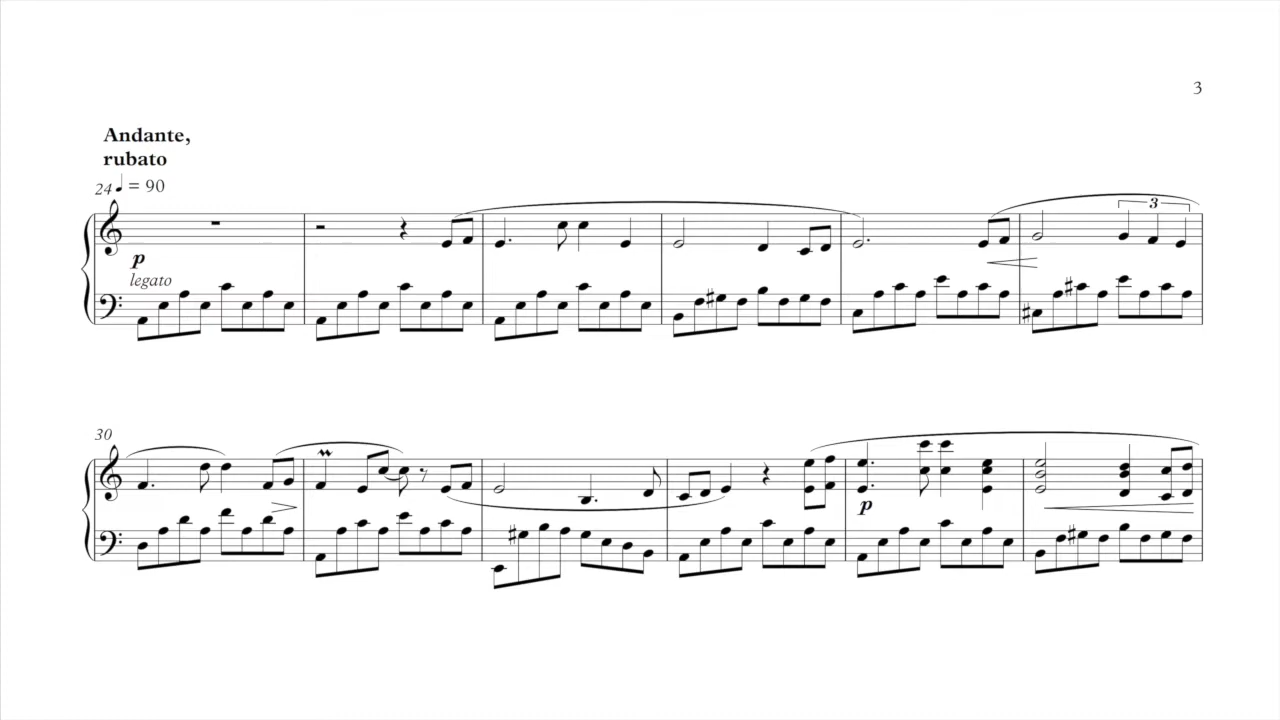 3
Andante,
rubato
24 ♩ = 90
3
p
legato
30
p